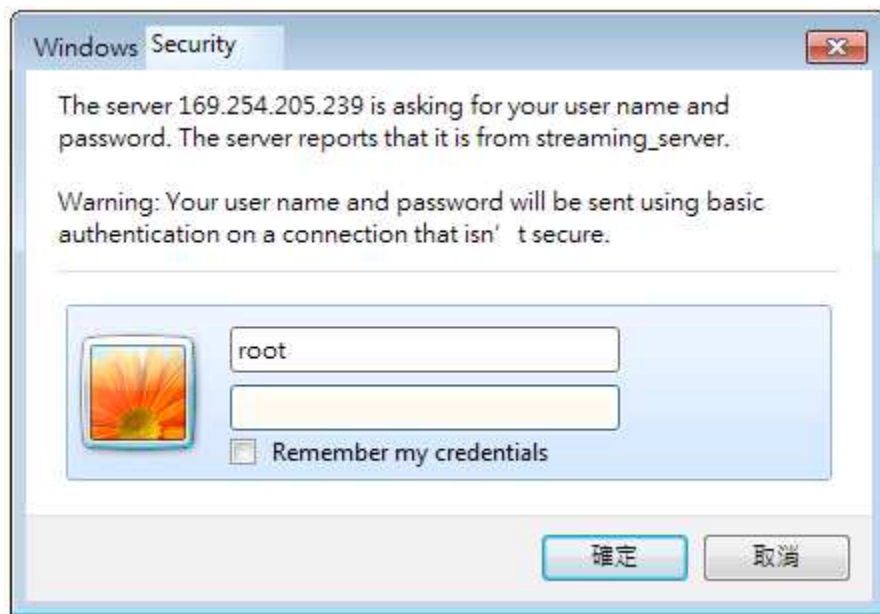 Windows Security
The server 169.254.205.239 is asking for your user name and
password. The server reports that it is from streaming_server.
Warning: Your user name and password will be sent using basic
authentication on a connection that isn' t secure.
root
Remember my credentials
確定 取消